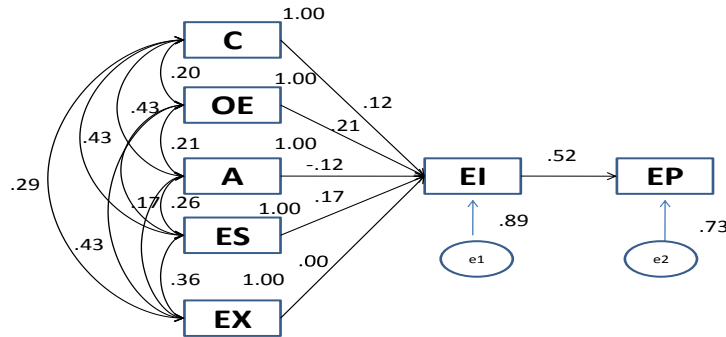 1.00
C
.20
1.00
.12
OE
.43
.43
.21
.21
1.00
A
-.12
EI
.52
EP
.29
.17
.26
1.00
.17
ES
.43
.89
.73
.36
1.00
.00
e1
e2
EX